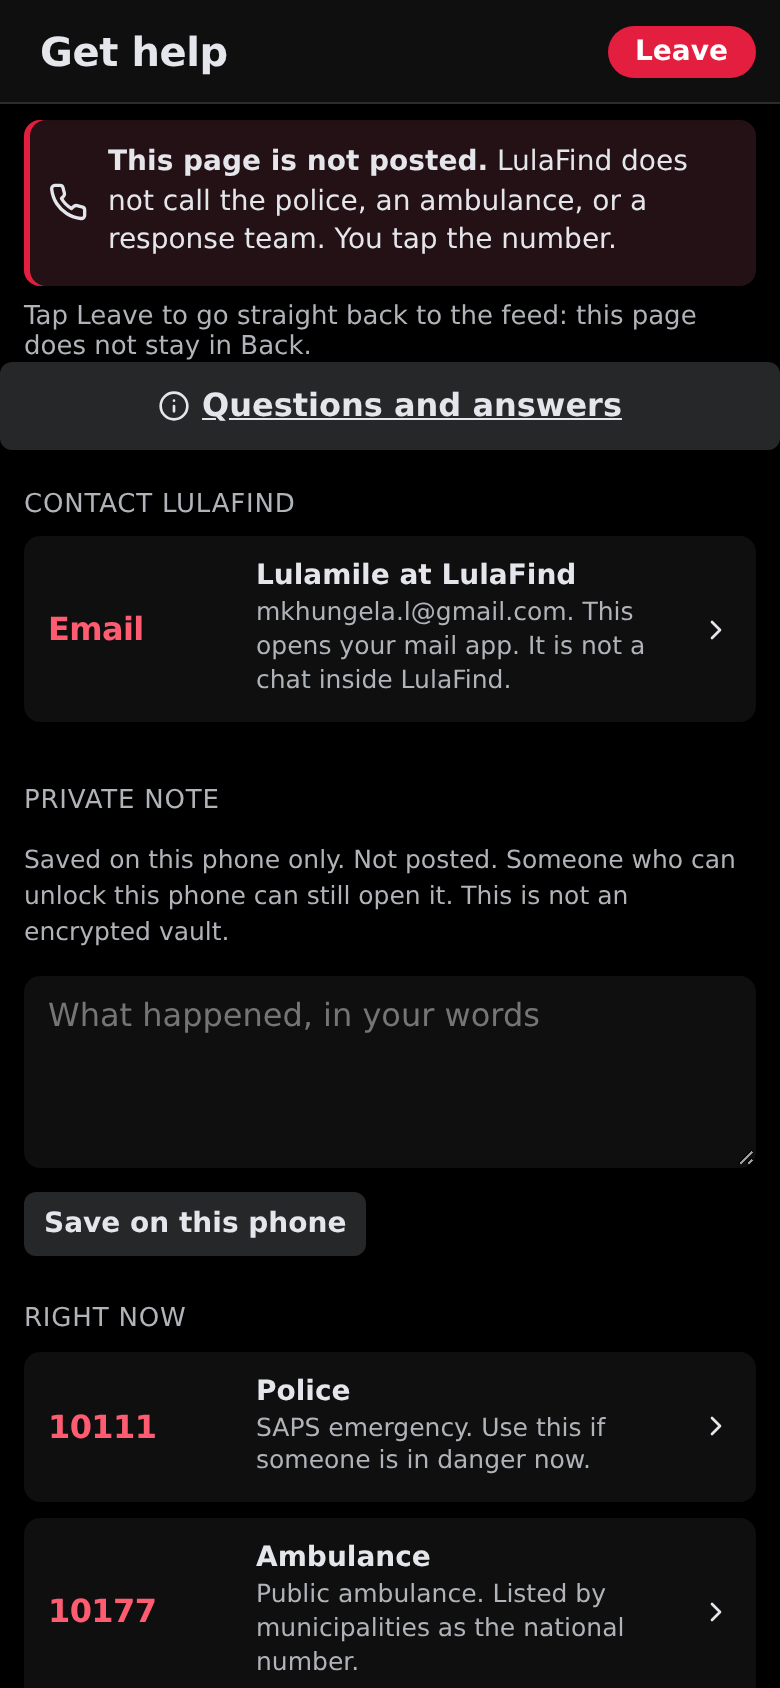 Get help
Leave
This page is not posted. LulaFind does
not call the police, an ambulance, or a
response team. You tap the number.
Tap Leave to go straight back to the feed: this page
does not stay in Back.
Questions and answers
CONTACT LULAFIND
Email
Lulamile at LulaFind
mkhungela.l@gmail.com. This
opens your mail app. It is not a
chat inside LulaFind.
PRIVATE NOTE
Saved on this phone only. Not posted. Someone who can
unlock this phone can still open it. This is not an
encrypted vault.
What happened, in your words
Save on this phone
RIGHT NOW
10111
Police
SAPS emergency. Use this if
someone is in danger now.
10177
Ambulance
Public ambulance. Listed by
municipalities as the national
number.